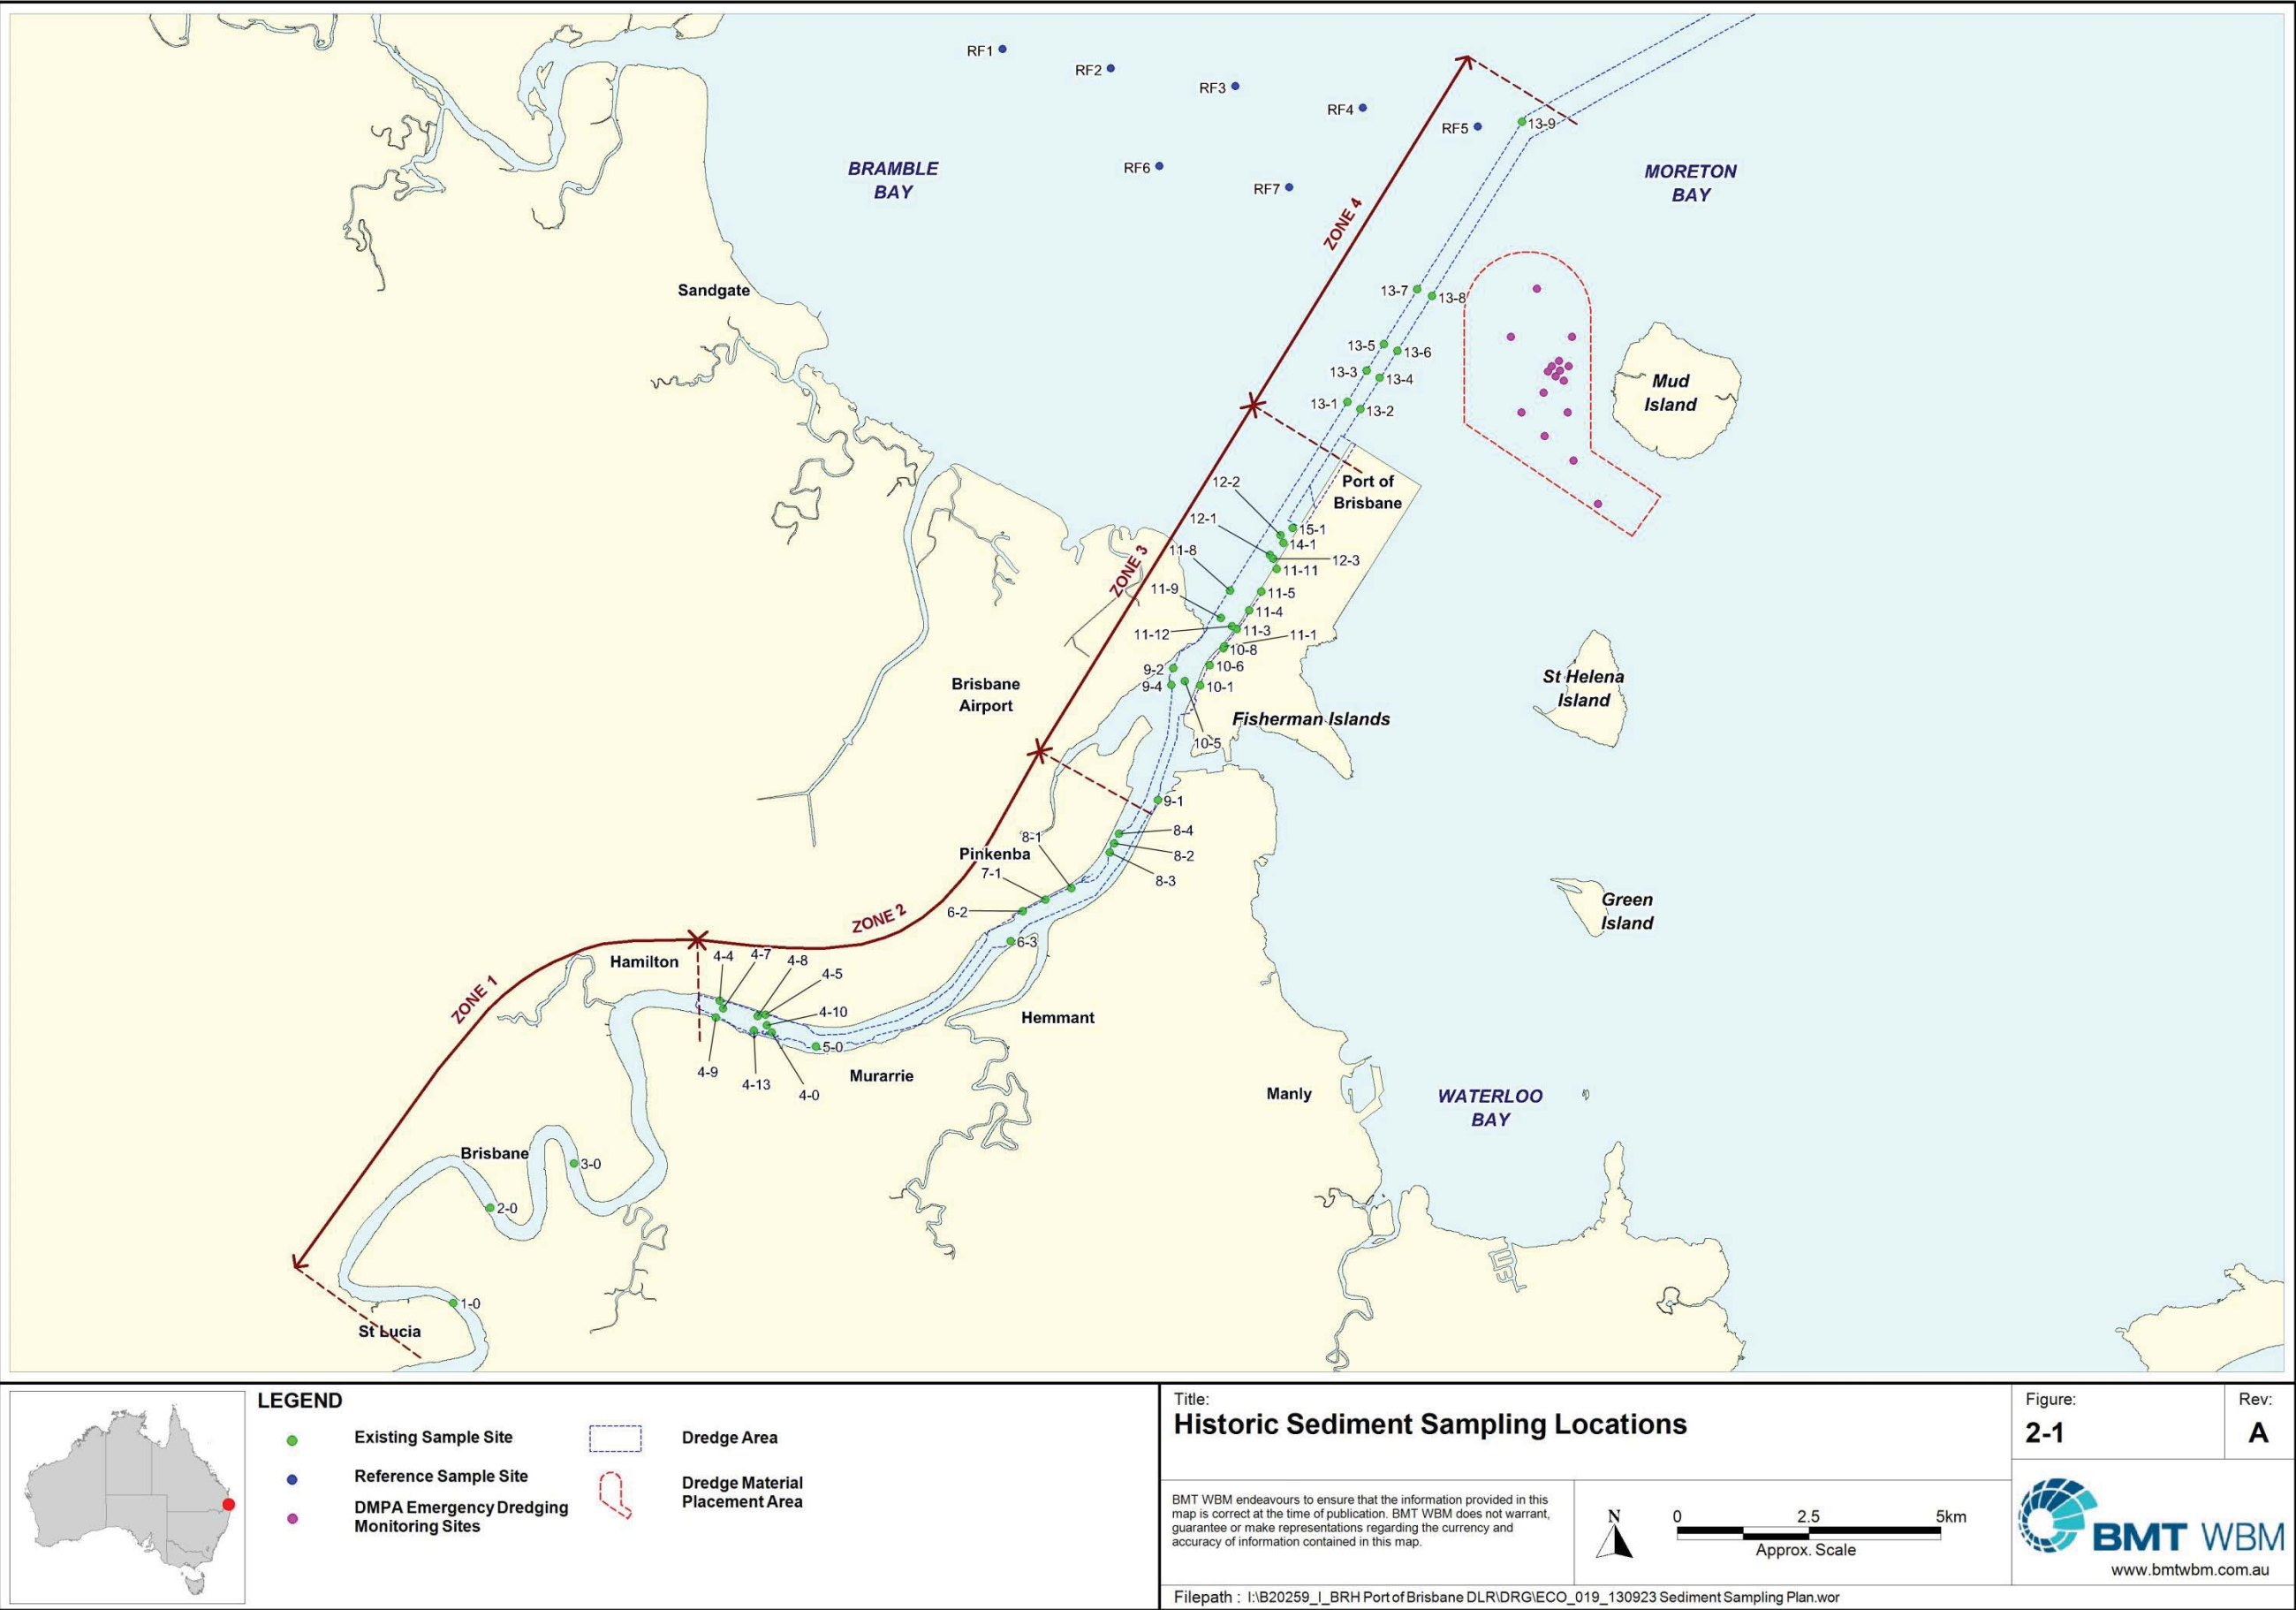 RF1
RF2
RF3
RF4
RF5
13-9
RF6
RF7
BRAMBLE
BAY
MORETON
BAY
ZONE 4
Sandgate
13-7
13-8
13-5
13-6
13-3
13-4
13-1
13-2
Mud
Island
12-2
Port of
Brisbane
12-1
15-1
14-1
11-8
12-3
11-11
ZONE 3
11-9
11-5
11-4
11-12
11-3
11-1
10-8
9-2
10-6
9-4
10-1
Brisbane
Airport
St Helena
Island
Fisherman Islands
10-5
9-1
8-4
8-1
8-2
Pinkenba
7-1
8-3
6-2
ZONE 2
Green
Island
6-3
Hamilton
4-4
4-7
4-8
4-5
ZONE 1
4-10
Hemmant
5-0
4-9
4-13
4-0
Murarrie
Manly
WATERLOO
BAY
Brisbane
3-0
2-0
1-0
St Lucia
LEGEND
Existing Sample Site
Reference Sample Site
DMPA Emergency Dredging
Monitoring Sites
Dredge Area
Dredge Material
Placement Area
Title:
Historic Sediment Sampling Locations
Figure:
2-1
Rev:
A
BMT WBM endeavours to ensure that the information provided in this
map is correct at the time of publication. BMT WBM does not warrant,
guarantee or make representations regarding the currency and
accuracy of information contained in this map.
N
0 2.5 5km
Approx. Scale
BMT WBM
www.bmtwbm.com.au
Filepath : I:\B20259_I_BRH Port of Brisbane DLR\DRG\ECO_019_130923 Sediment Sampling Plan.wor